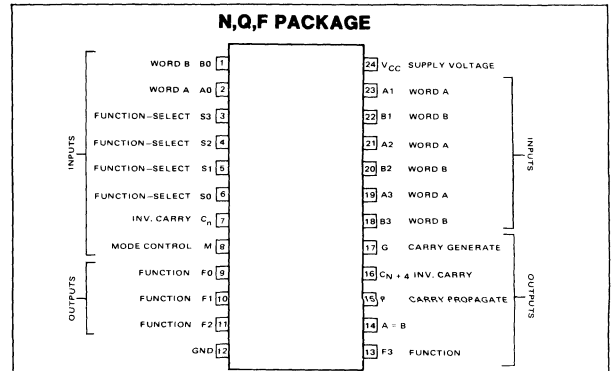 N,Q,F PACKAGE
WORD B B0 1
WORD A A0 2
FUNCTION-SELECT S3 3
FUNCTION-SELECT S2 4
FUNCTION-SELECT S1 5
FUNCTION-SELECT S0 6
INV. CARRY Cn 7
MODE CONTROL M 8
FUNCTION F0 9
FUNCTION F1 10
FUNCTION F2 11
GND 12
INPUTS
OUTPUTS
24 VCC SUPPLY VOLTAGE
23 A1 WORD A
22 B1 WORD B
21 A2 WORD A
20 B2 WORD B
19 A3 WORD A
18 B3 WORD B
17 G CARRY GENERATE
16 CN + 4 INV. CARRY
15 P CARRY PROPAGATE
14 A = B
13 F3 FUNCTION
INPUTS
OUTPUTS